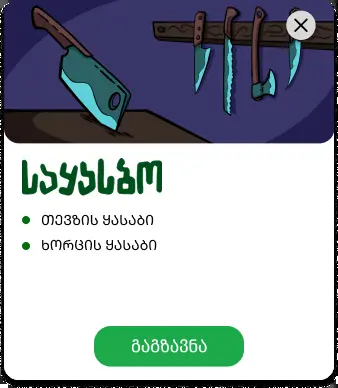 საყასბო
თევზის ყასაბი
ხორცის ყასაბი
გაგზავნა